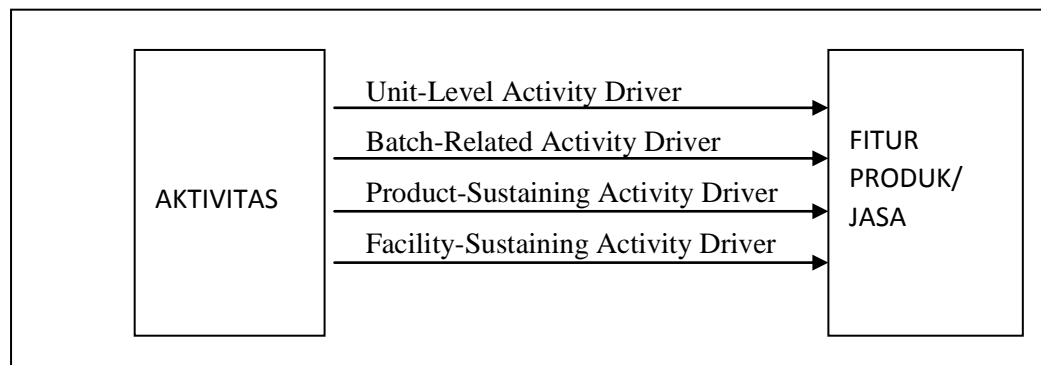 AKTIVITAS
Unit-Level Activity Driver
Batch-Related Activity Driver
Product-Sustaining Activity Driver
Facility-Sustaining Activity Driver
FITUR
PRODUK/
JASA